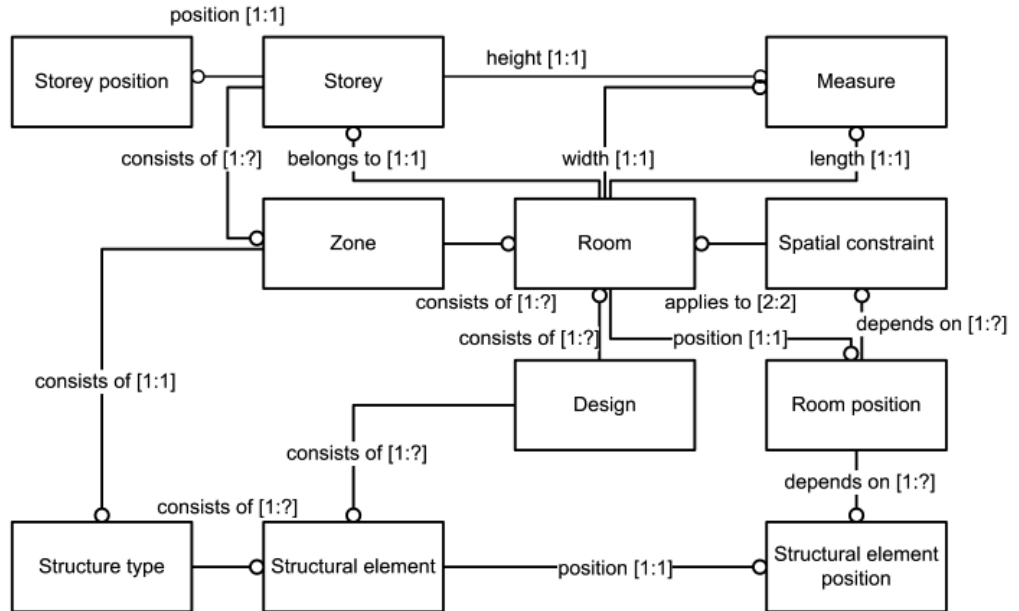 position [1:1]
Storey position
Storey
height [1:1]
Measure
consists of [1:?]
belongs to [1:1]
width [1:1]
length [1:1]
Zone
Room
Spatial constraint
consists of [1:?]
applies to [2:2]
depends on [1:?]
consists of [1:?]
position [1:1]
consists of [1:1]
Design
Room position
consists of [1:?]
depends on [1:?]
consists of [1:?]
Structure type
Structural element
position [1:1]
Structural element
position